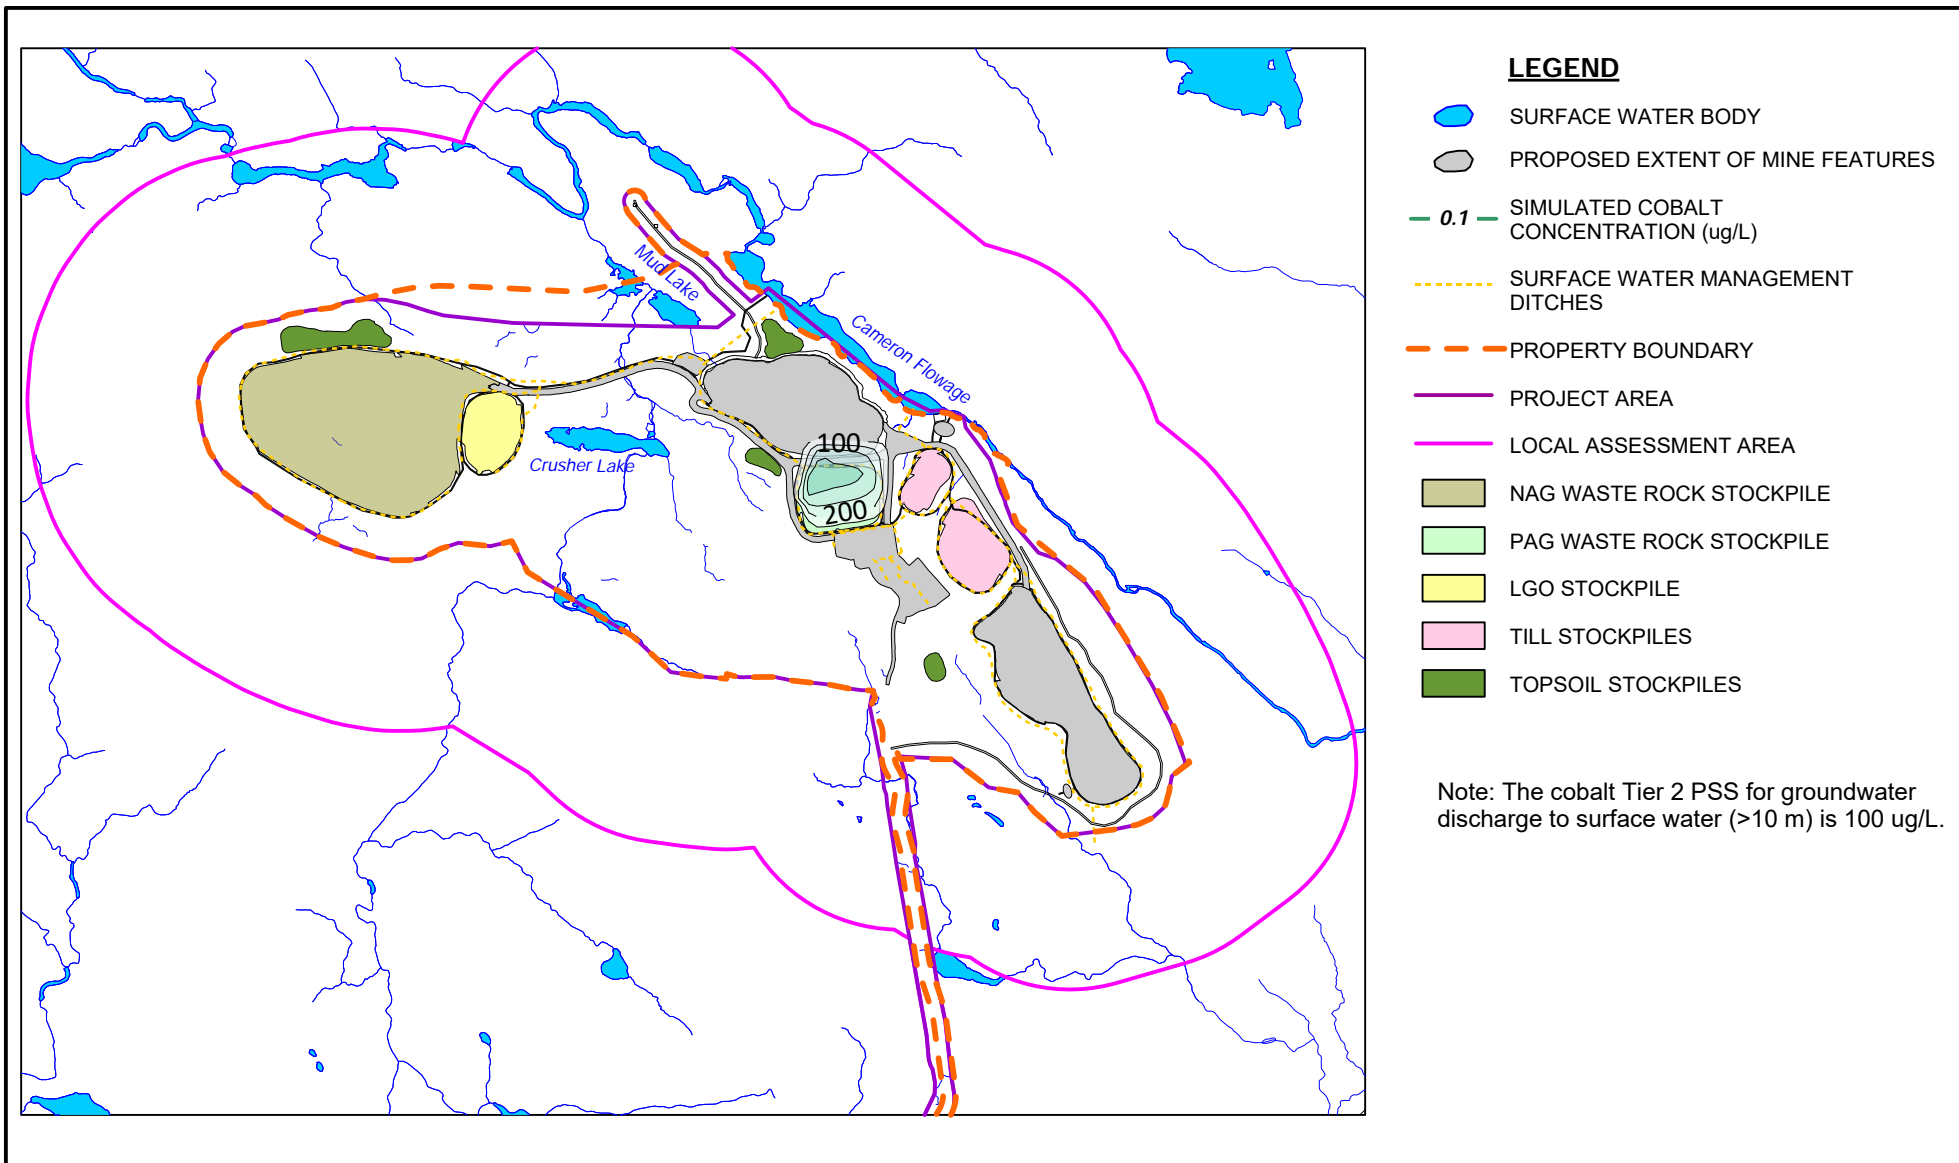 LEGEND
SURFACE WATER BODY
PROPOSED EXTENT OF MINE FEATURES
0.1
SIMULATED COBALT
CONCENTRATION (ug/L)
SURFACE WATER MANAGEMENT
DITCHES
PROPERTY BOUNDARY
PROJECT AREA
LOCAL ASSESSMENT AREA
NAG WASTE ROCK STOCKPILE
PAG WASTE ROCK STOCKPILE
LGO STOCKPILE
TILL STOCKPILES
TOPSOIL STOCKPILES
Note: The cobalt Tier 2 PSS for groundwater
discharge to surface water (>10 m) is 100 ug/L.
Mud Lake
Cameron Flowage
Crusher Lake
100
200